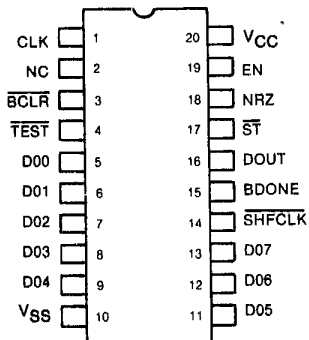 CLK 1 20 VCC
NC 2 19 EN
BCLR 3 18 NRZ
TEST 4 17 ST
D00 5 16 DOUT
D01 6 15 BDONE
D02 7 14 SHFCLK
D03 8 13 D07
D04 9 12 D06
VSS 10 11 D05